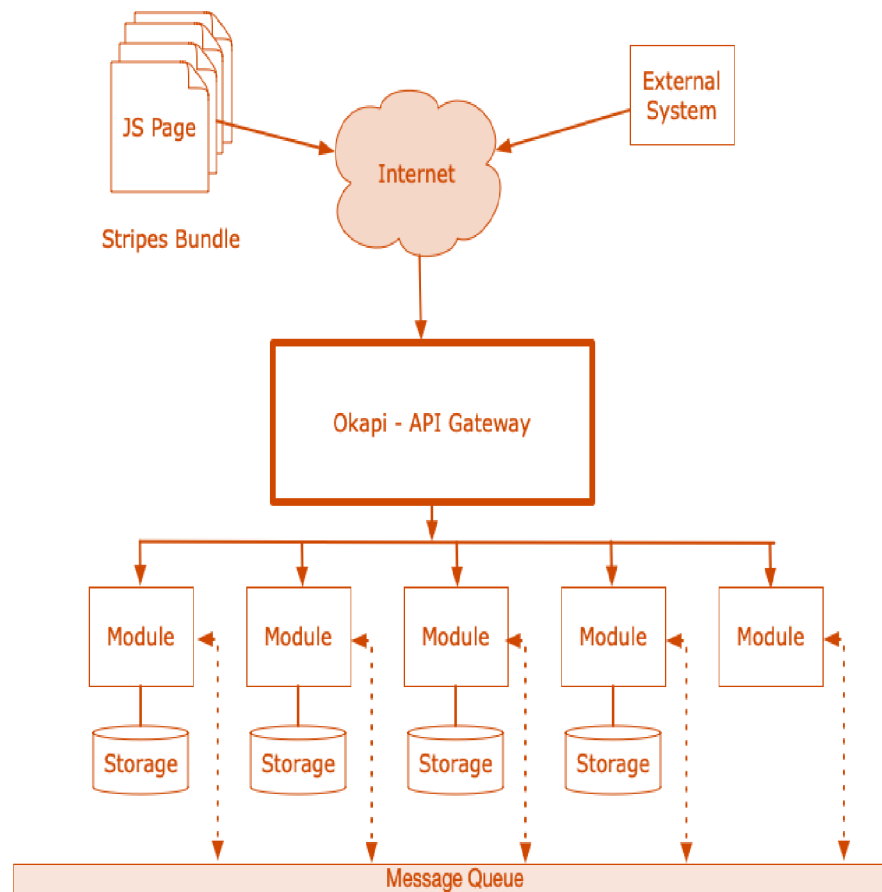 External
System
JS Page
Internet
Stripes Bundle
Okapi - API Gateway
Module
Module
Module
Module
Module
Storage
Storage
Storage
Storage
Message Queue